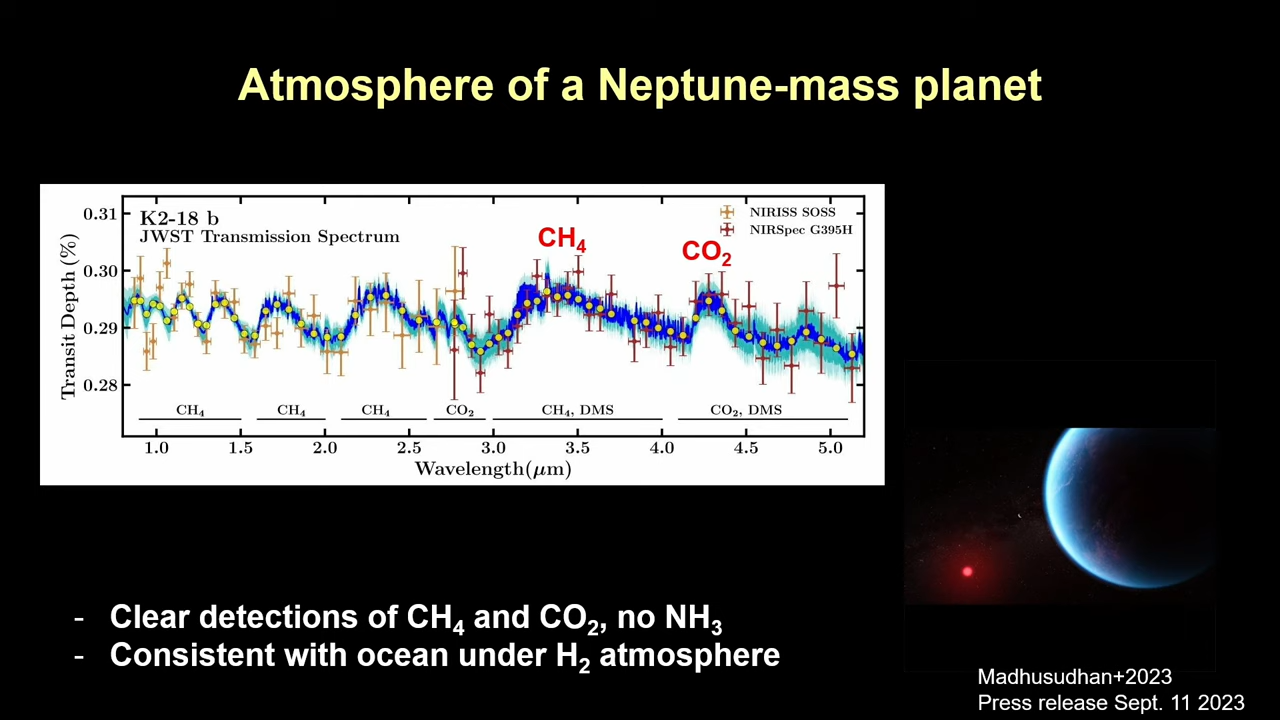 Atmosphere of a Neptune-mass planet
K2-18 b
JWST Transmission Spectrum
NIRISS SOSS
NIRSpec G395H
CH₄
CO₂
Transit Depth (%)
0.31
0.30
0.29
0.28
CH₄ CH₄ CH₄ CO₂ CH₄, DMS CO₂, DMS
1.0 1.5 2.0 2.5 3.0 3.5 4.0 4.5 5.0
Wavelength(μm)
- Clear detections of CH₄ and CO₂, no NH₃
- Consistent with ocean under H₂ atmosphere
Madhusudhan+2023
Press release Sept. 11 2023